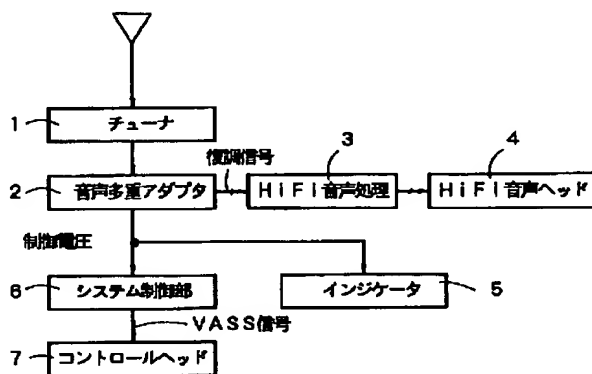 1 チューナ
復調信号
3
4
2 音声多重アダプタ
HiFi音声処理
HiFi音声ヘッド
制御電圧
6 システム制御部
インジケータ 5
VASS信号
7 コントロールヘッド